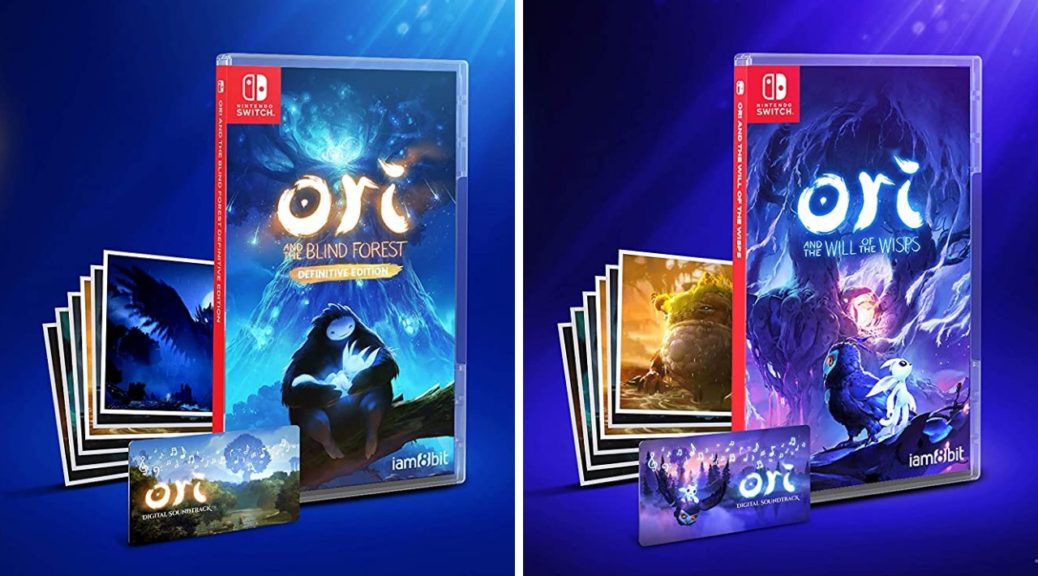 NINTENDO
SWITCH
ORI AND THE BLIND FOREST DEFINITIVE EDITION
ori
AND THE BLIND FOREST
DEFINITIVE EDITION
iam8bit
ori
DIGITAL SOUNDTRACK
NINTENDO
SWITCH
ORI AND THE WILL OF THE WISPS
ori
AND THE WILL OF THE WISPS
iam8bit
ori
DIGITAL SOUNDTRACK